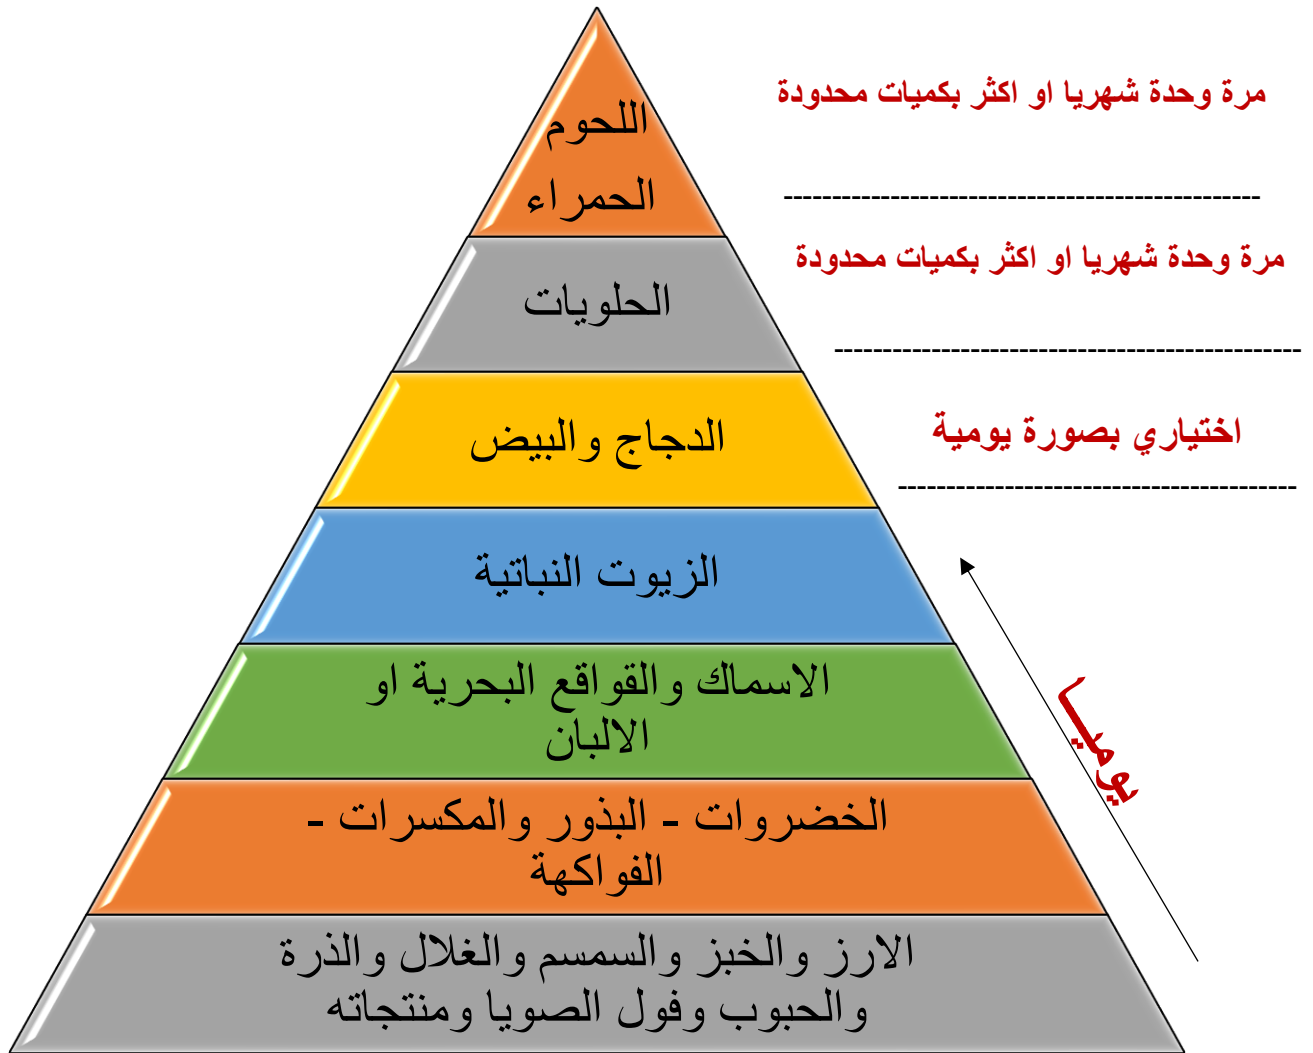 اللحوم
الحمراء
مرة وحدة شهريا او اكثر بكميات محدودة
الحلويات
مرة وحدة شهريا او اكثر بكميات محدودة
الدجاج والبيض
اختياري بصورة يومية
الزيوت النباتية
الاسماك والقواقع البحرية او
الالبان
يوميا
الخضروات - البذور والمكسرات -
الفواكهة
الارز والخبز والسمسم والغلال والذرة
والحبوب وفول الصويا ومنتجاته